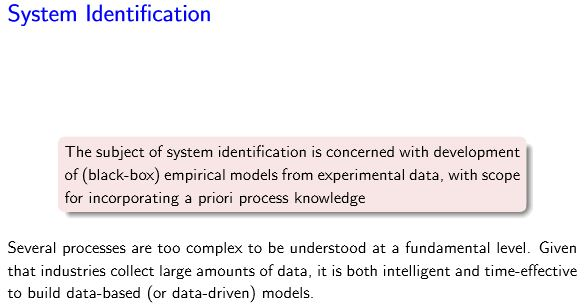 System Identification
The subject of system identification is concerned with development
of (black-box) empirical models from experimental data, with scope
for incorporating a priori process knowledge
Several processes are too complex to be understood at a fundamental level. Given
that industries collect large amounts of data, it is both intelligent and time-effective
to build data-based (or data-driven) models.